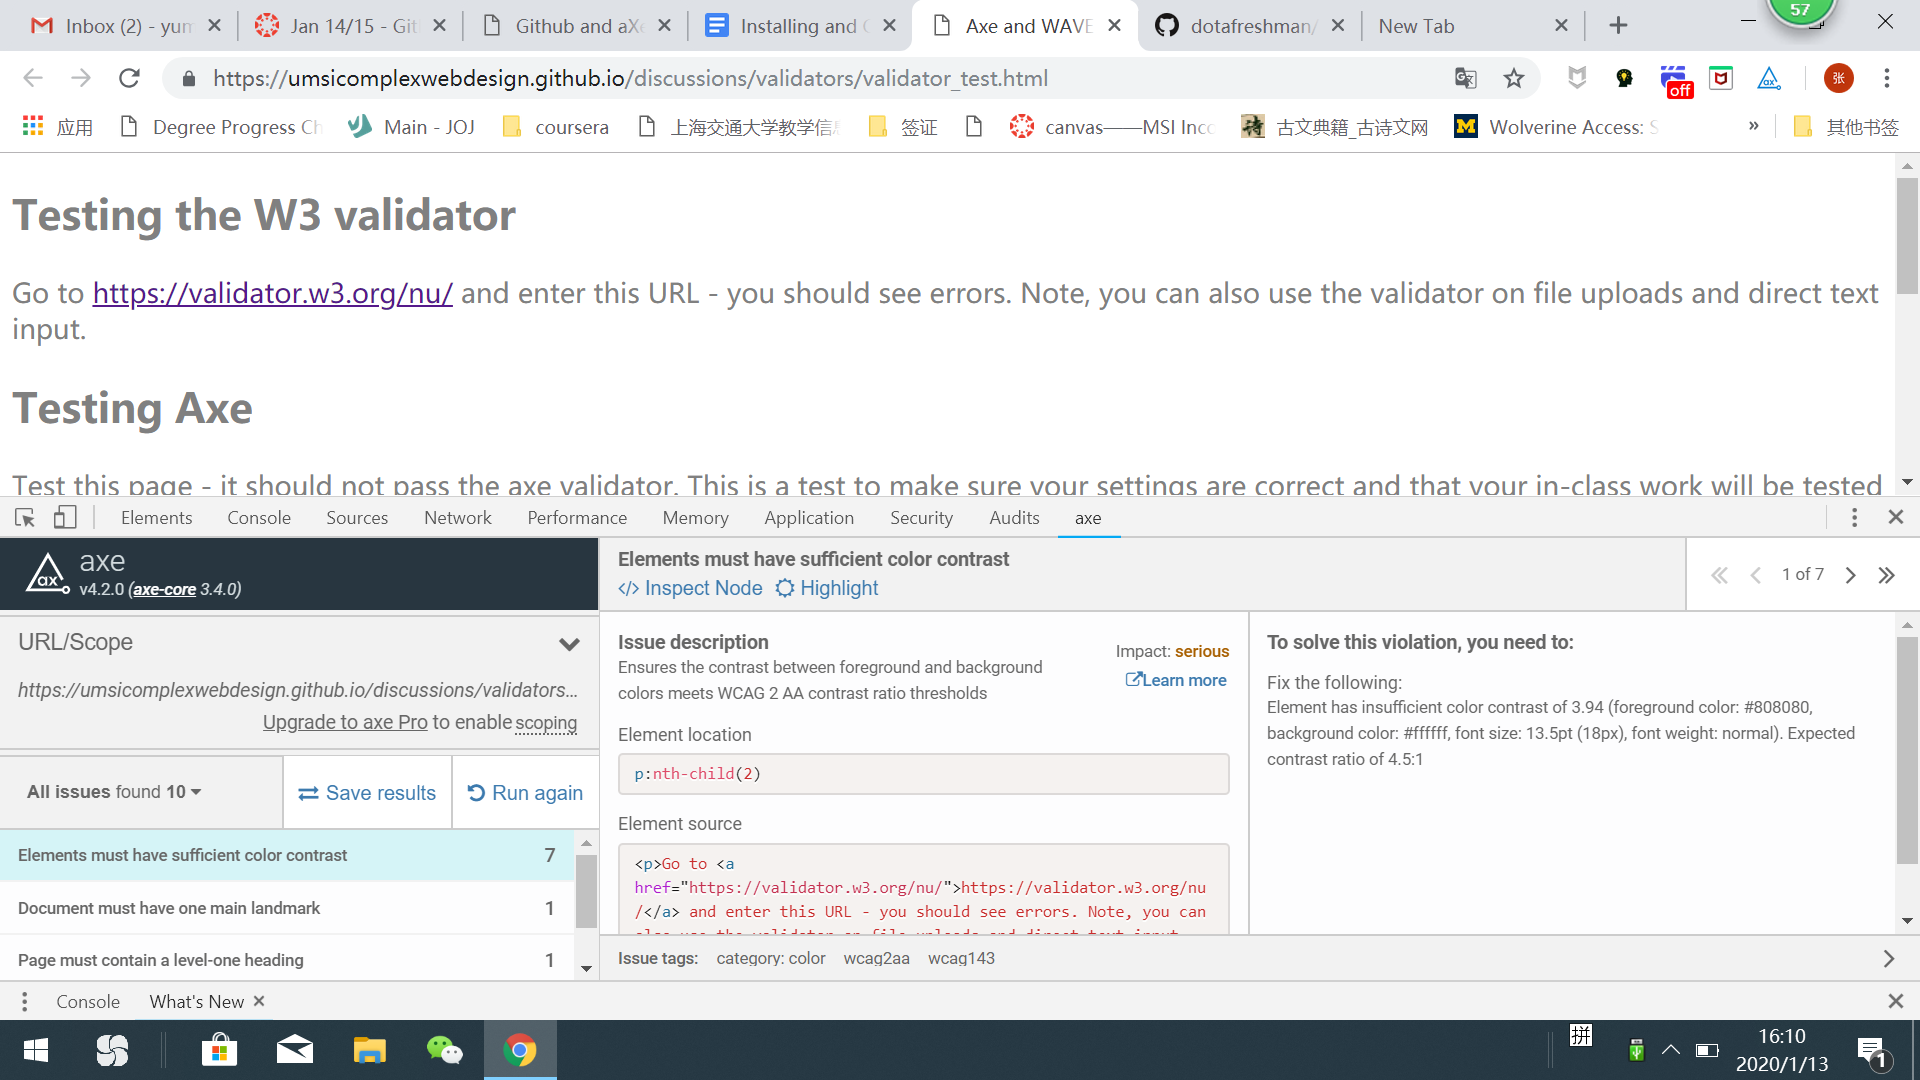 Inbox (2) - yum
Jan 14/15 - Git
Github and aXe
Installing and C
Axe and WAVE
dotafreshman/
New Tab
57
https://umsicomplexwebdesign.github.io/discussions/validators/validator_test.html
off
张
应用
Degree Progress Ch
Main - JOJ
coursera
上海交通大学教学信息
签证
canvas——MSI Inco
古文典籍_古诗文网
Wolverine Access: S
»
其他书签
Testing the W3 validator
Go to https://validator.w3.org/nu/ and enter this URL - you should see errors. Note, you can also use the validator on file uploads and direct text
input.
Testing Axe
Test this page - it should not pass the axe validator. This is a test to make sure your settings are correct and that your in-class work will be tested
Elements
Console
Sources
Network
Performance
Memory
Application
Security
Audits
axe
axe
v4.2.0 (axe-core 3.4.0)
Elements must have sufficient color contrast
</> Inspect Node
Highlight
1 of 7
URL/Scope
https://umsicomplexwebdesign.github.io/discussions/validators...
Upgrade to axe Pro to enable scoping
All issues found 10
Save results
Run again
Elements must have sufficient color contrast 7
Document must have one main landmark 1
Page must contain a level-one heading 1
Issue description
Ensures the contrast between foreground and background
colors meets WCAG 2 AA contrast ratio thresholds
Impact: serious
Learn more
Element location
p:nth-child(2)
Element source
<p>Go to <a
href="https://validator.w3.org/nu/">https://validator.w3.org/nu
/</a> and enter this URL - you should see errors. Note, you can
also use the validator on file uploads and direct text input.
To solve this violation, you need to:
Fix the following:
Element has insufficient color contrast of 3.94 (foreground color: #808080,
background color: #ffffff, font size: 13.5pt (18px), font weight: normal). Expected
contrast ratio of 4.5:1
Issue tags: category: color wcag2aa wcag143
Console
What's New
拼
16:10
2020/1/13
1